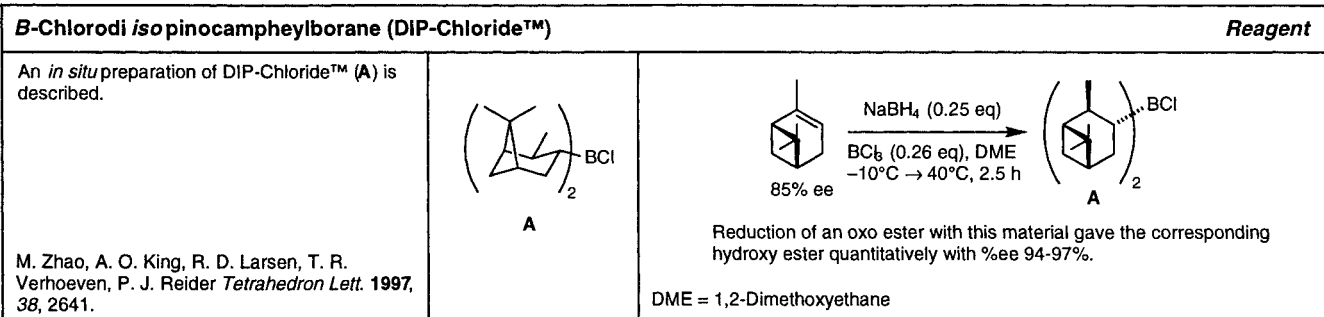 B-Chlorodiisopinocampheylborane (DIP-Chloride™) Reagent
An in situ preparation of DIP-Chloride™ (A) is
described.
M. Zhao, A. O. King, R. D. Larsen, T. R.
Verhoeven, P. J. Reider Tetrahedron Lett. 1997,
38, 2641.
BCl
2
A
85% ee
NaBH₄ (0.25 eq)
BCl₃ (0.26 eq), DME
−10°C → 40°C, 2.5 h
BCl
2
A
Reduction of an oxo ester with this material gave the corresponding
hydroxy ester quantitatively with %ee 94-97%.
DME = 1,2-Dimethoxyethane